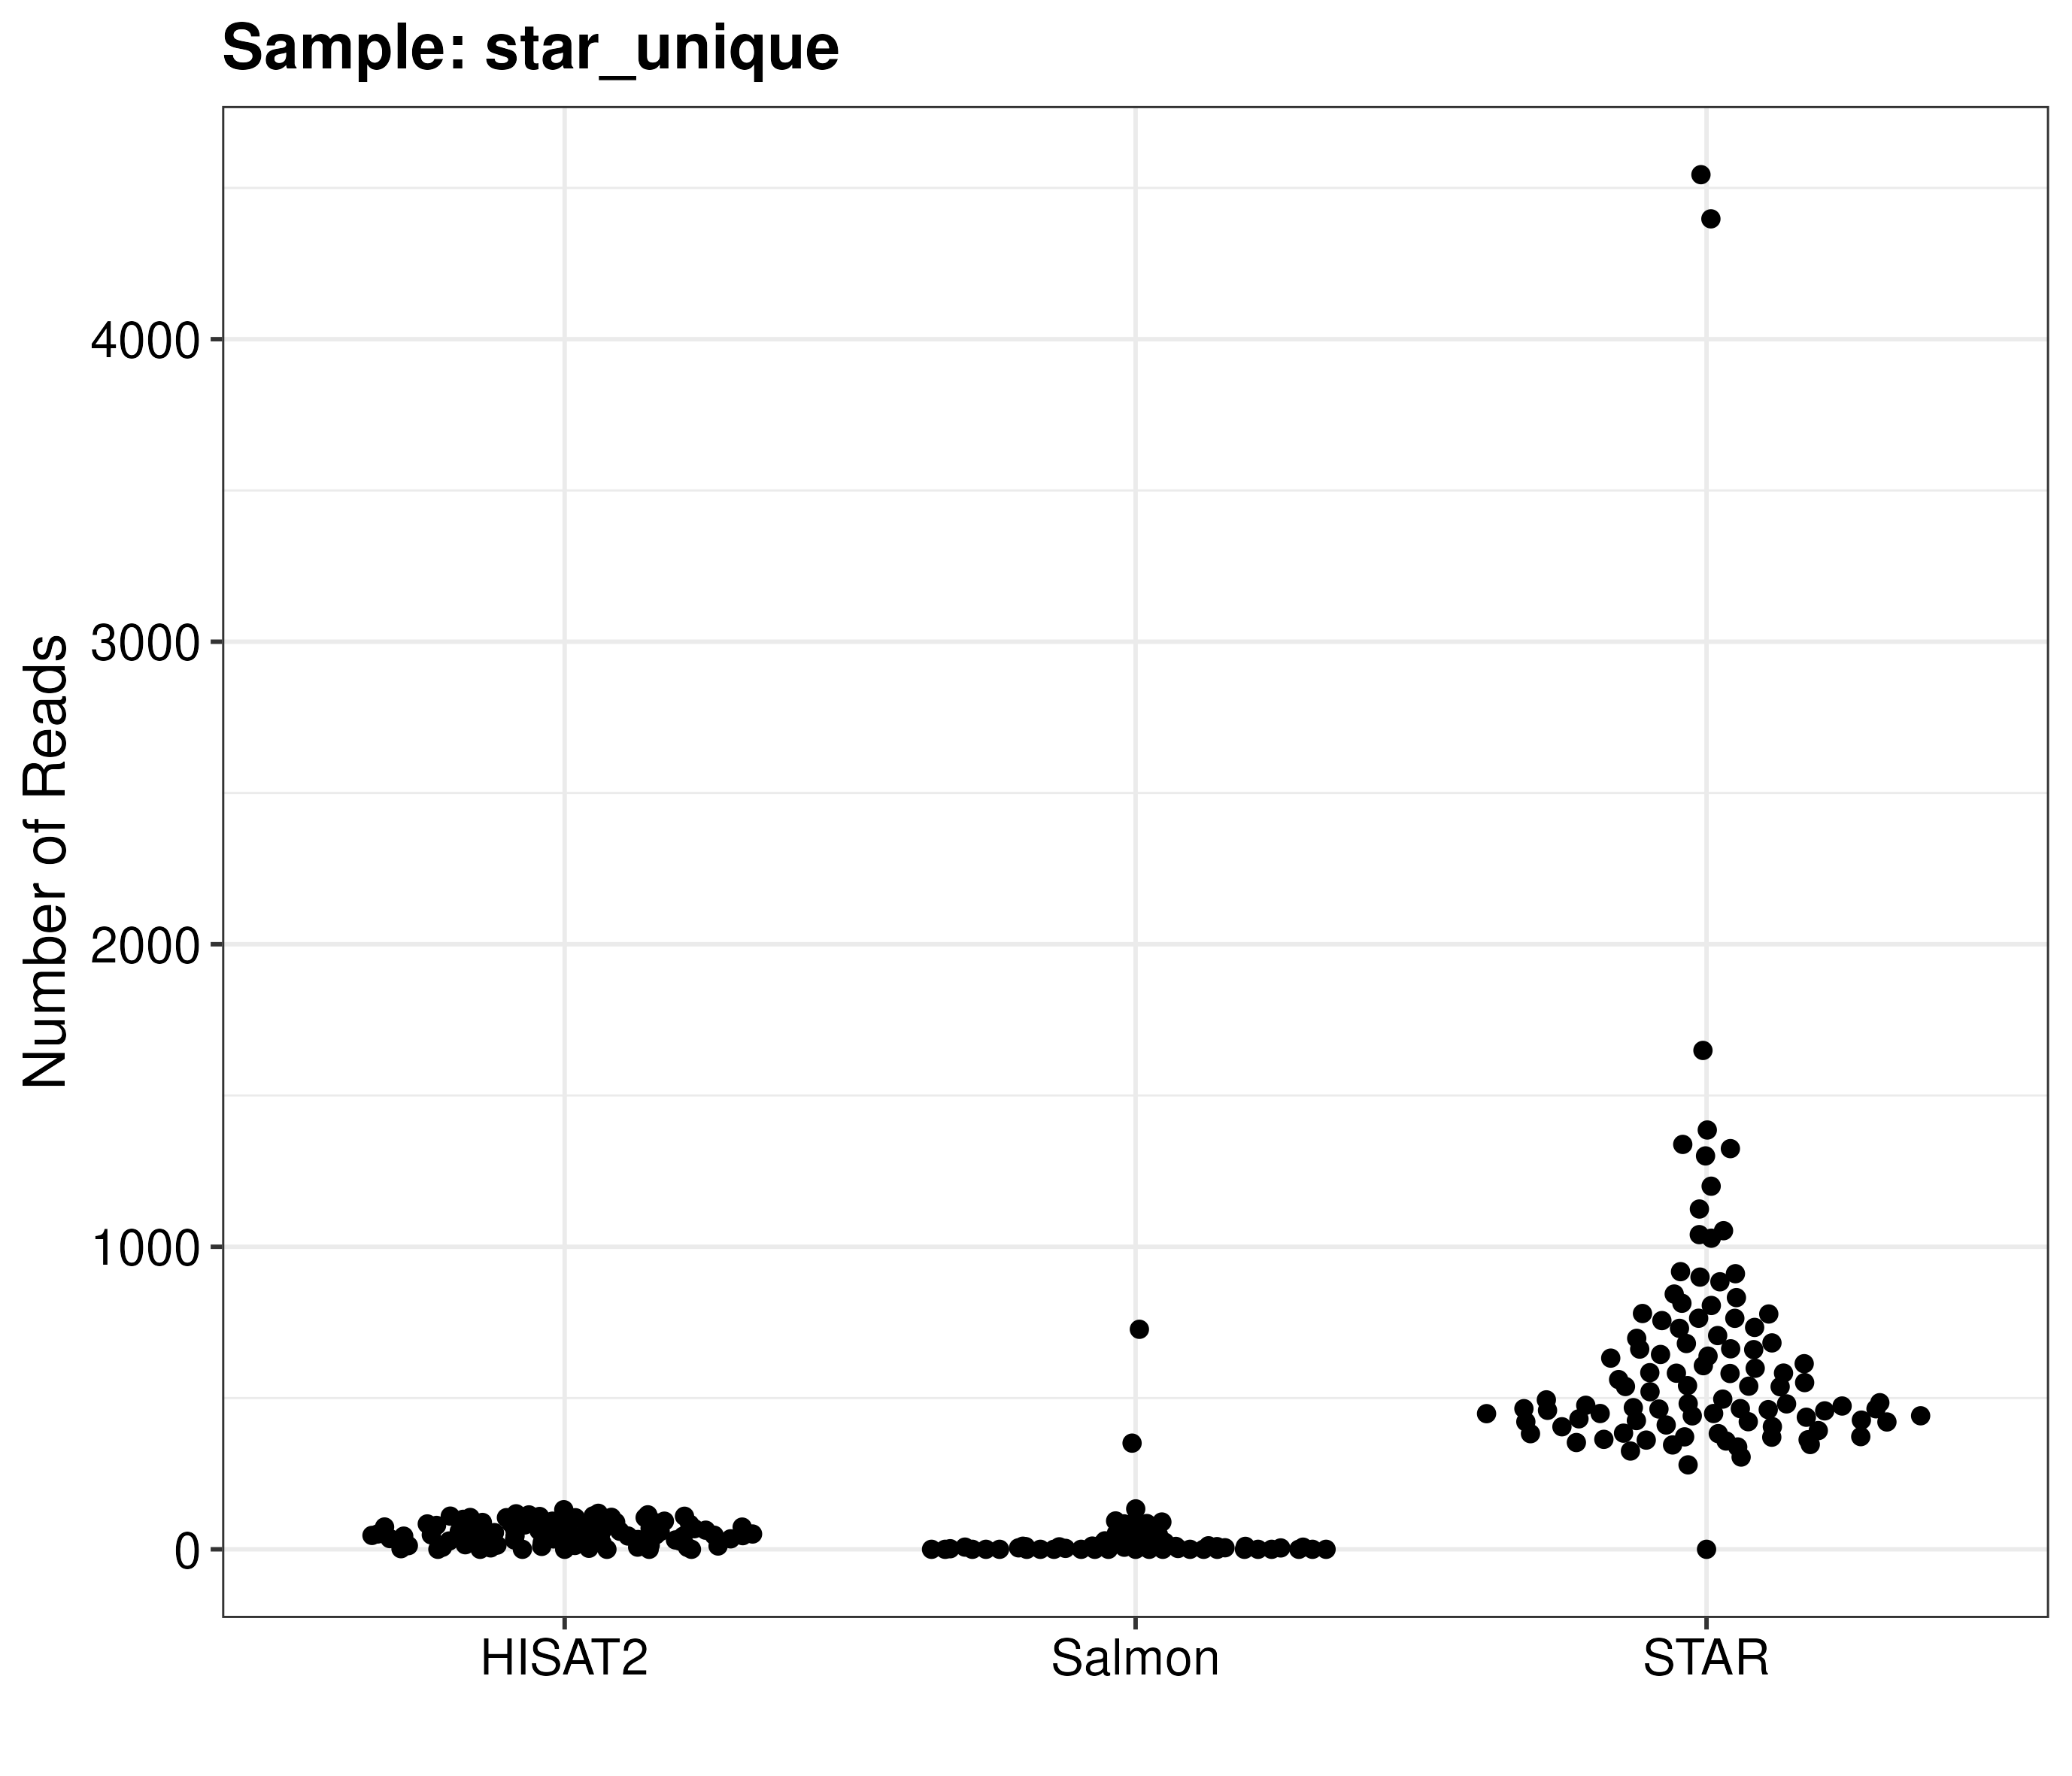 Sample: star_unique
Number of Reads
4000
3000
2000
1000
0
HISAT2
Salmon
STAR